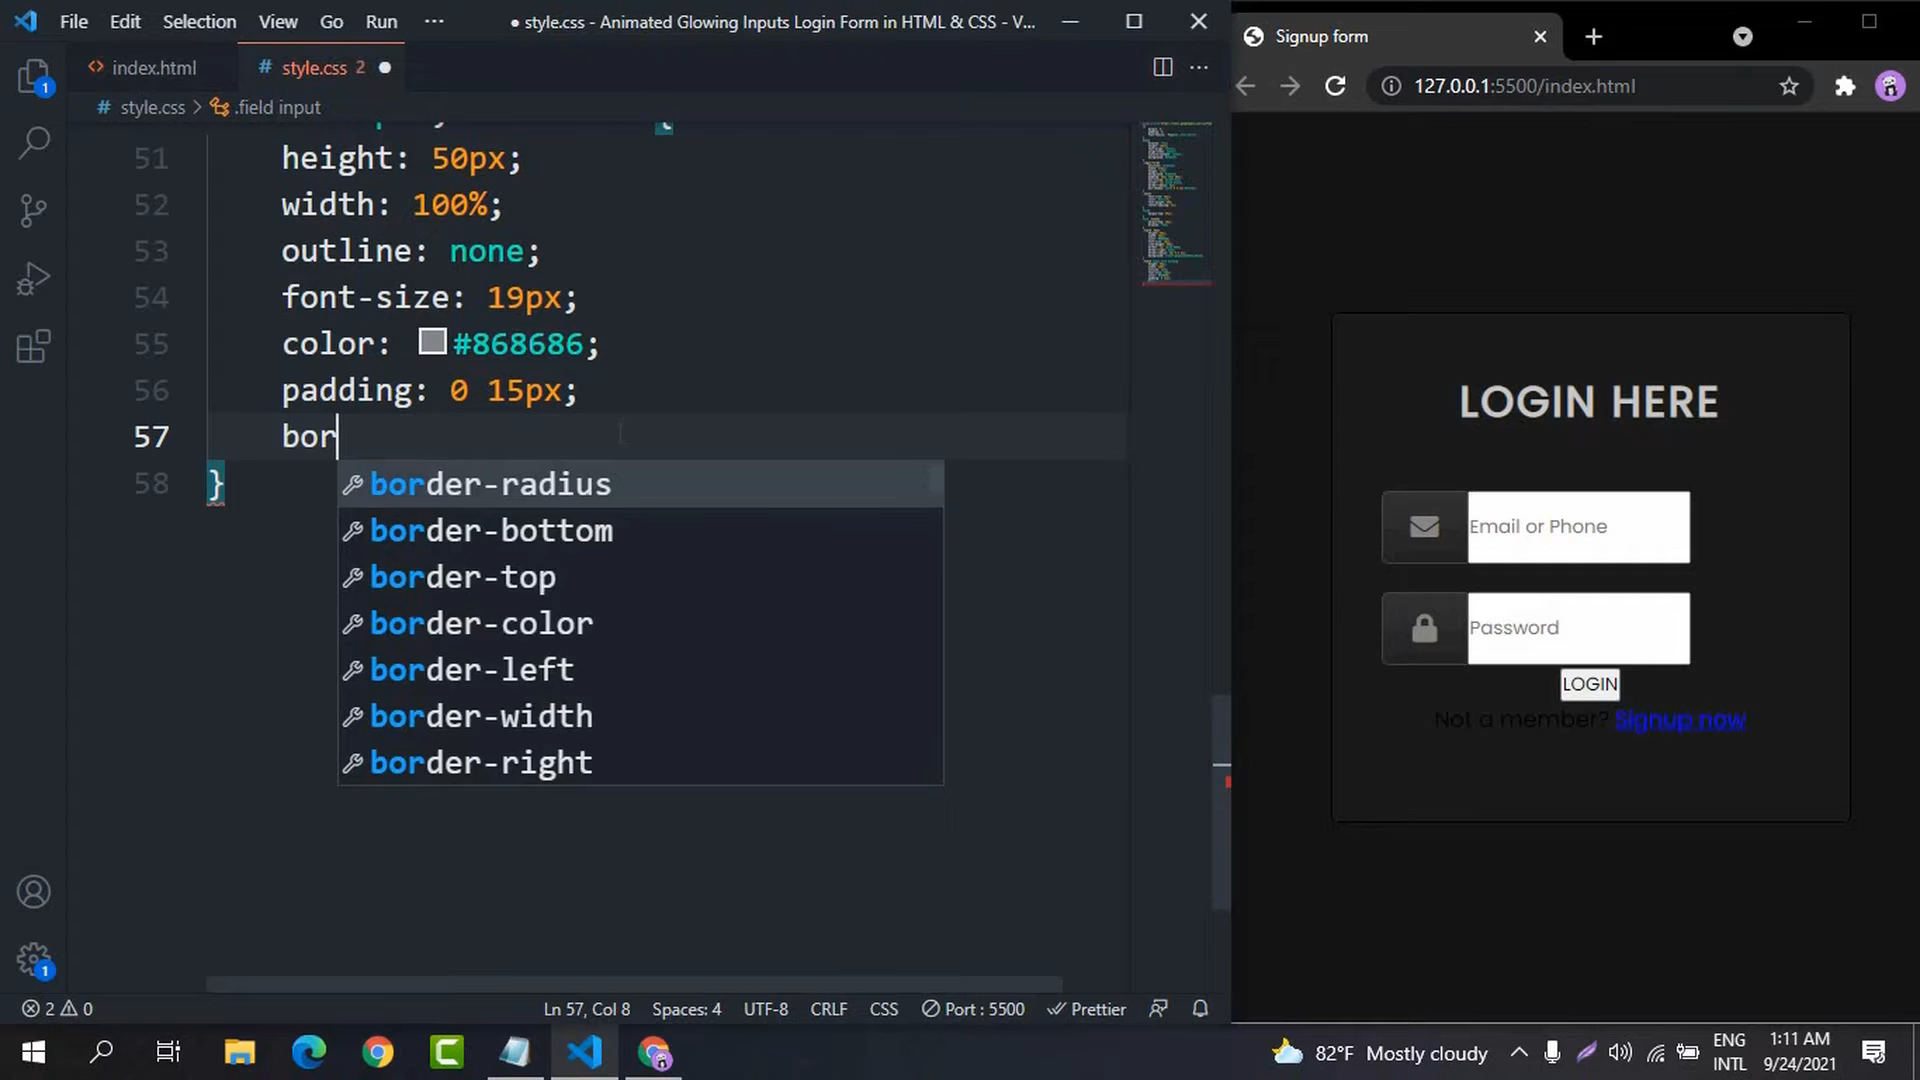 File Edit Selection View Go Run ··· ● style.css - Animated Glowing Inputs Login Form in HTML & CSS - V...
<> index.html # style.css 2 ●
# style.css > .field input
51 height: 50px;
52 width: 100%;
53 outline: none;
54 font-size: 19px;
55 color: #868686;
56 padding: 0 15px;
57 bor
58 }
border-radius
border-bottom
border-top
border-color
border-left
border-width
border-right
1
1
2 0 Ln 57, Col 8 Spaces: 4 UTF-8 CRLF CSS Port : 5500 Prettier
Signup form
127.0.0.1:5500/index.html
LOGIN HERE
Email or Phone
Password
LOGIN
Not a member? Signup now
82°F Mostly cloudy ENG INTL 1:11 AM 9/24/2021